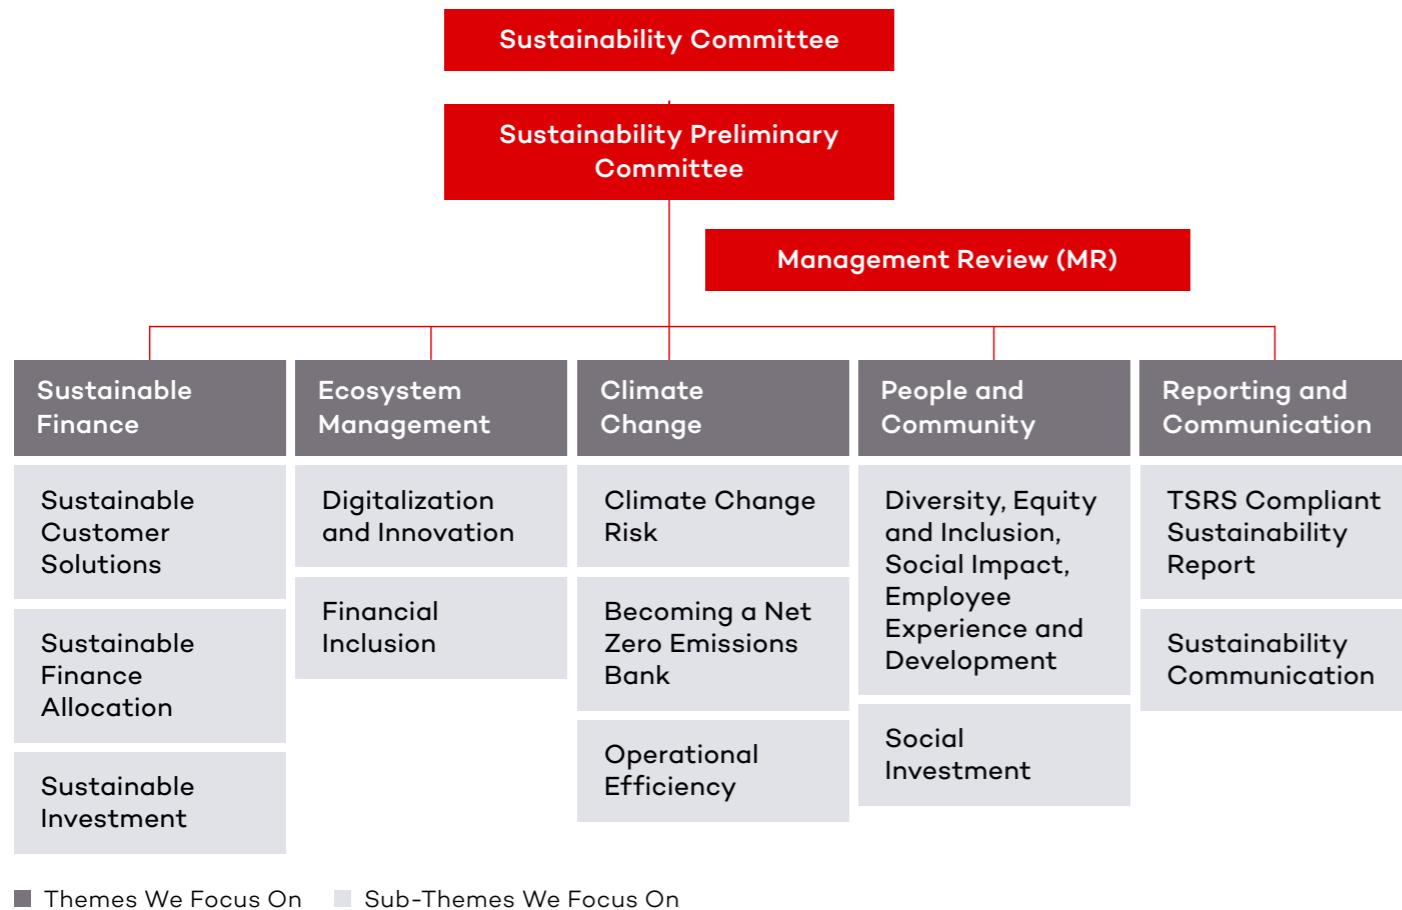 Sustainability Committee
Sustainability Preliminary
Committee
Management Review (MR)
Sustainable
Finance
Sustainable
Customer
Solutions
Sustainable
Finance
Allocation
Sustainable
Investment
Ecosystem
Management
Digitalization
and Innovation
Financial
Inclusion
Climate
Change
Climate Change
Risk
Becoming a Net
Zero Emissions
Bank
Operational
Efficiency
People and
Community
Diversity, Equity
and Inclusion,
Social Impact,
Employee
Experience and
Development
Social
Investment
Reporting and
Communication
TSRS Compliant
Sustainability
Report
Sustainability
Communication
Themes We Focus On
Sub-Themes We Focus On